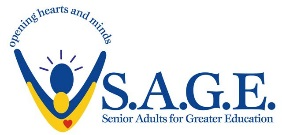 opening hearts and minds
S.A.G.E.
Senior Adults for Greater Education